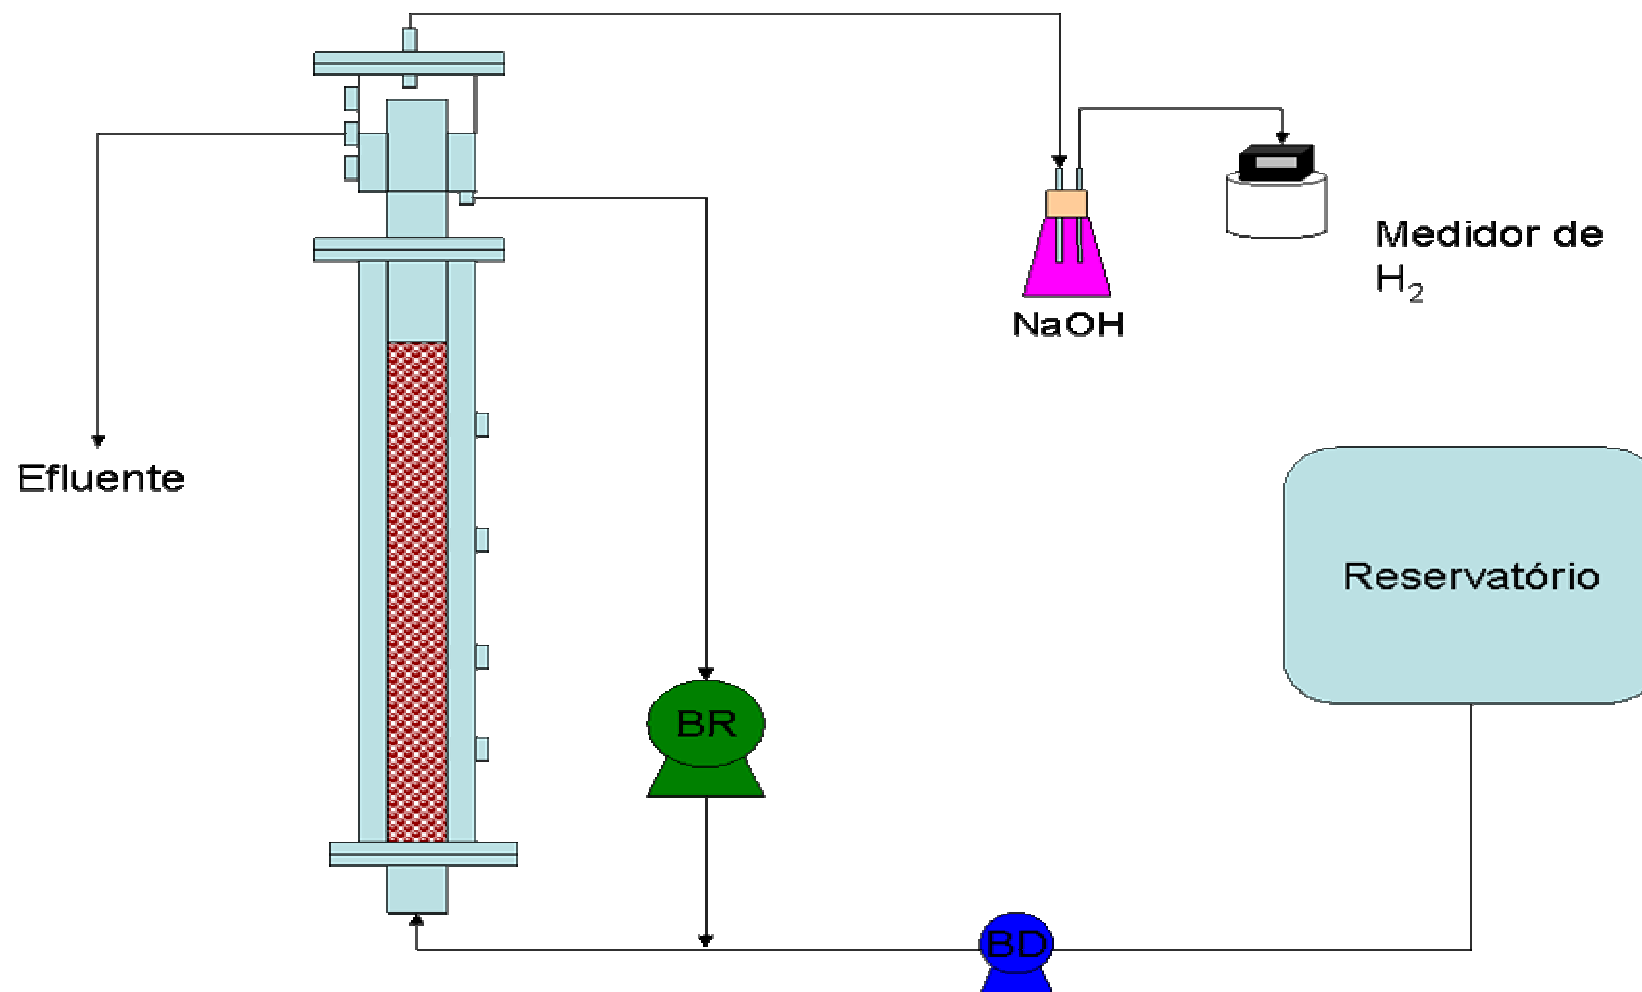 Medidor de
H₂
NaOH
Efluente
Reservatório
BR
BD